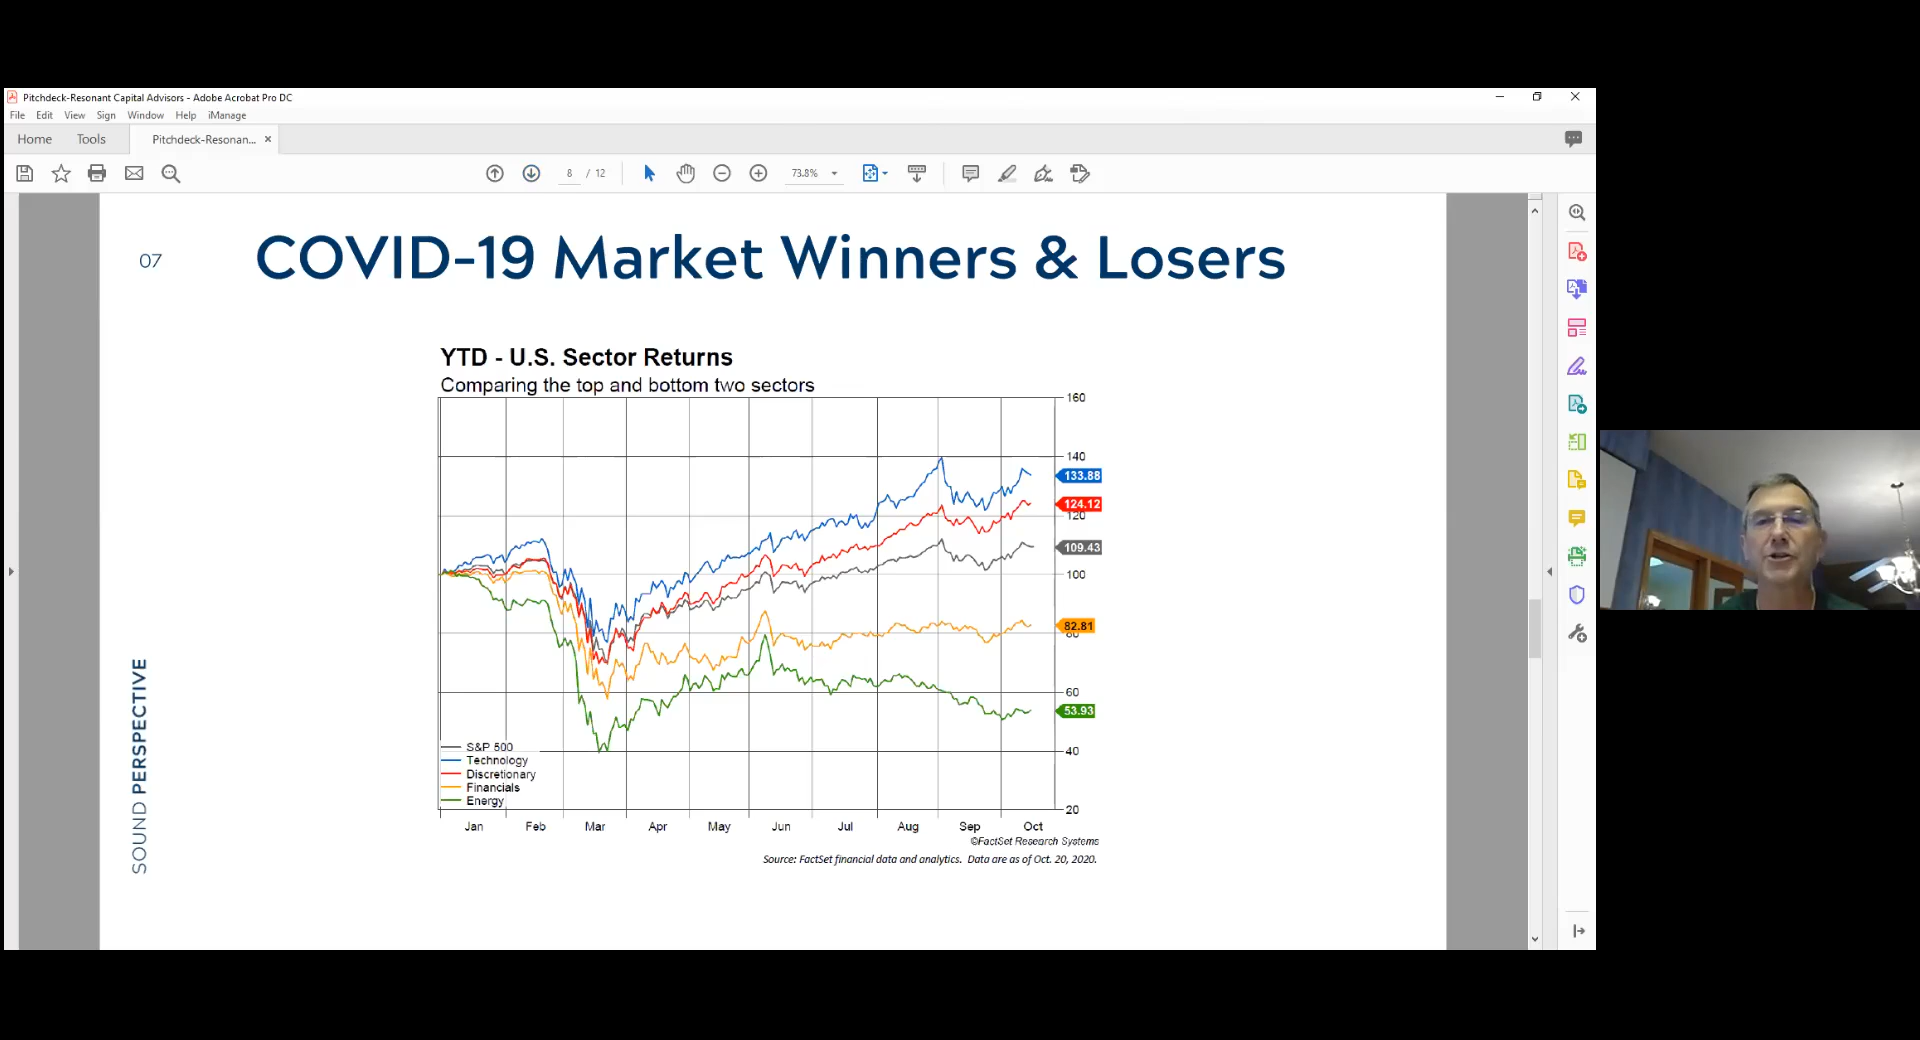 Pitchdeck-Resonant Capital Advisors - Adobe Acrobat Pro DC
File Edit View Sign Window Help iManage
Home Tools Pitchdeck-Resonan... ×
8 / 12 73.8%
07
COVID-19 Market Winners & Losers
YTD - U.S. Sector Returns
Comparing the top and bottom two sectors
160
140
133.88
124.12
120
109.43
100
82.81
80
60
53.93
40
20
S&P 500
Technology
Discretionary
Financials
Energy
Jan Feb Mar Apr May Jun Jul Aug Sep Oct
©FactSet Research Systems
Source: FactSet financial data and analytics. Data are as of Oct. 20, 2020.
SOUND PERSPECTIVE